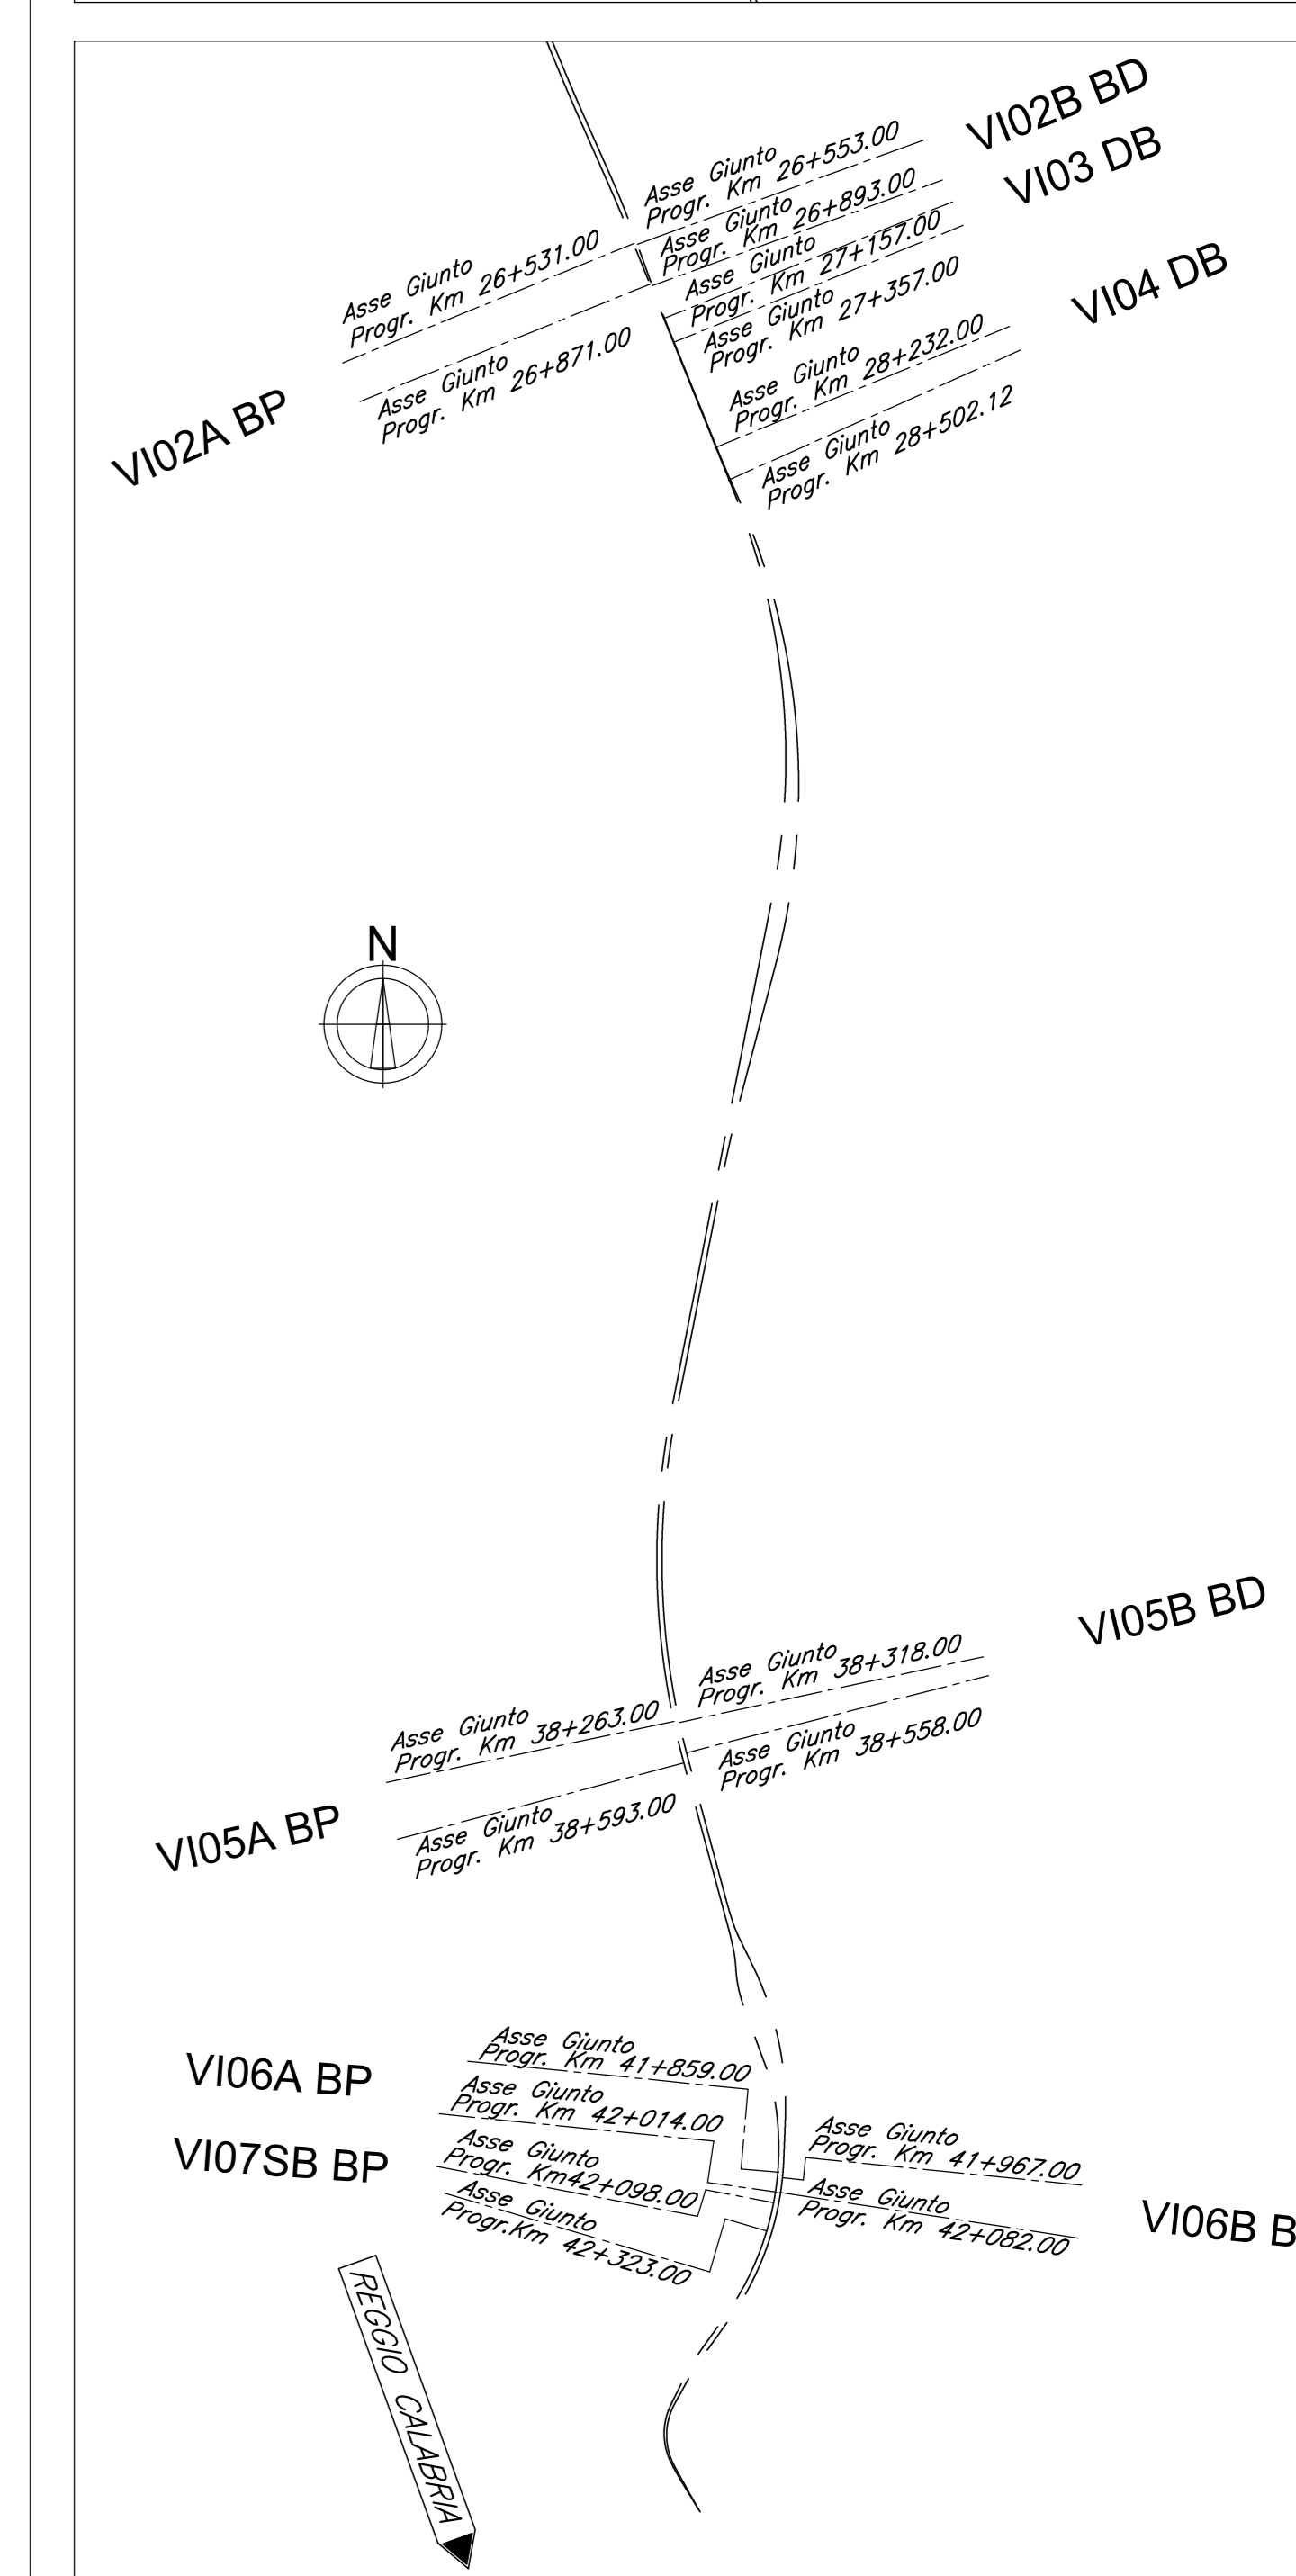 VI02B BD
Asse Giunto
Progr. Km 26+553.00
VI03 DB
Asse Giunto
Progr. Km 26+893.00
Asse Giunto
Progr. Km 26+531.00
Asse Giunto
Progr. Km 27+157.00
Asse Giunto
Progr. Km 27+357.00
VI04 DB
Asse Giunto
Progr. Km 26+871.00
Asse Giunto
Progr. Km 28+232.00
VI02A BP
Asse Giunto
Progr. Km 28+502.12
N
VI05B BD
Asse Giunto
Progr. Km 38+318.00
Asse Giunto
Progr. Km 38+263.00
Asse Giunto
Progr. Km 38+558.00
VI05A BP
Asse Giunto
Progr. Km 38+593.00
Asse Giunto
Progr. Km 41+859.00
VI06A BP
Asse Giunto
Progr. Km 42+014.00
Asse Giunto
Progr. Km 41+967.00
VI07SB BP
Asse Giunto
Progr. Km42+098.00
Asse Giunto
Progr. Km 42+082.00
VI06B B
Asse Giunto
Progr.Km 42+323.00
REGGIO CALABRIA